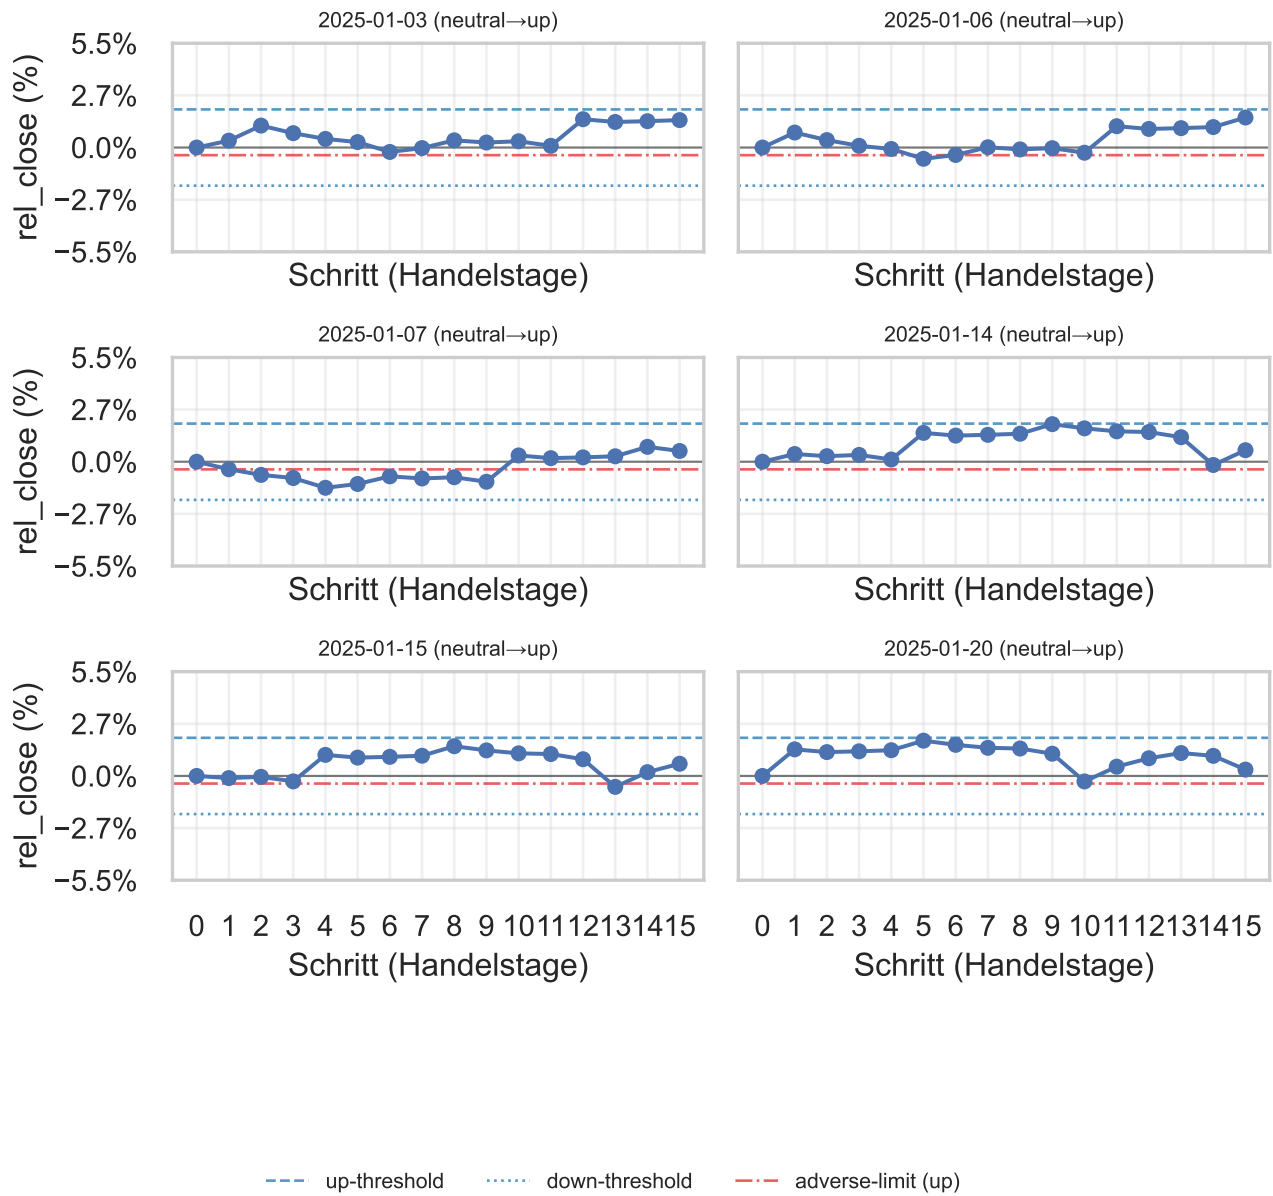 2025-01-03 (neutral→up)
2025-01-06 (neutral→up)
rel_close (%)
5.5%
2.7%
0.0%
−2.7%
−5.5%
Schritt (Handelstage)
Schritt (Handelstage)
2025-01-07 (neutral→up)
2025-01-14 (neutral→up)
rel_close (%)
5.5%
2.7%
0.0%
−2.7%
−5.5%
Schritt (Handelstage)
Schritt (Handelstage)
2025-01-15 (neutral→up)
2025-01-20 (neutral→up)
rel_close (%)
5.5%
2.7%
0.0%
−2.7%
−5.5%
0 1 2 3 4 5 6 7 8 9 10 11 12 13 14 15
0 1 2 3 4 5 6 7 8 9 10 11 12 13 14 15
Schritt (Handelstage)
Schritt (Handelstage)
up-threshold
down-threshold
adverse-limit (up)